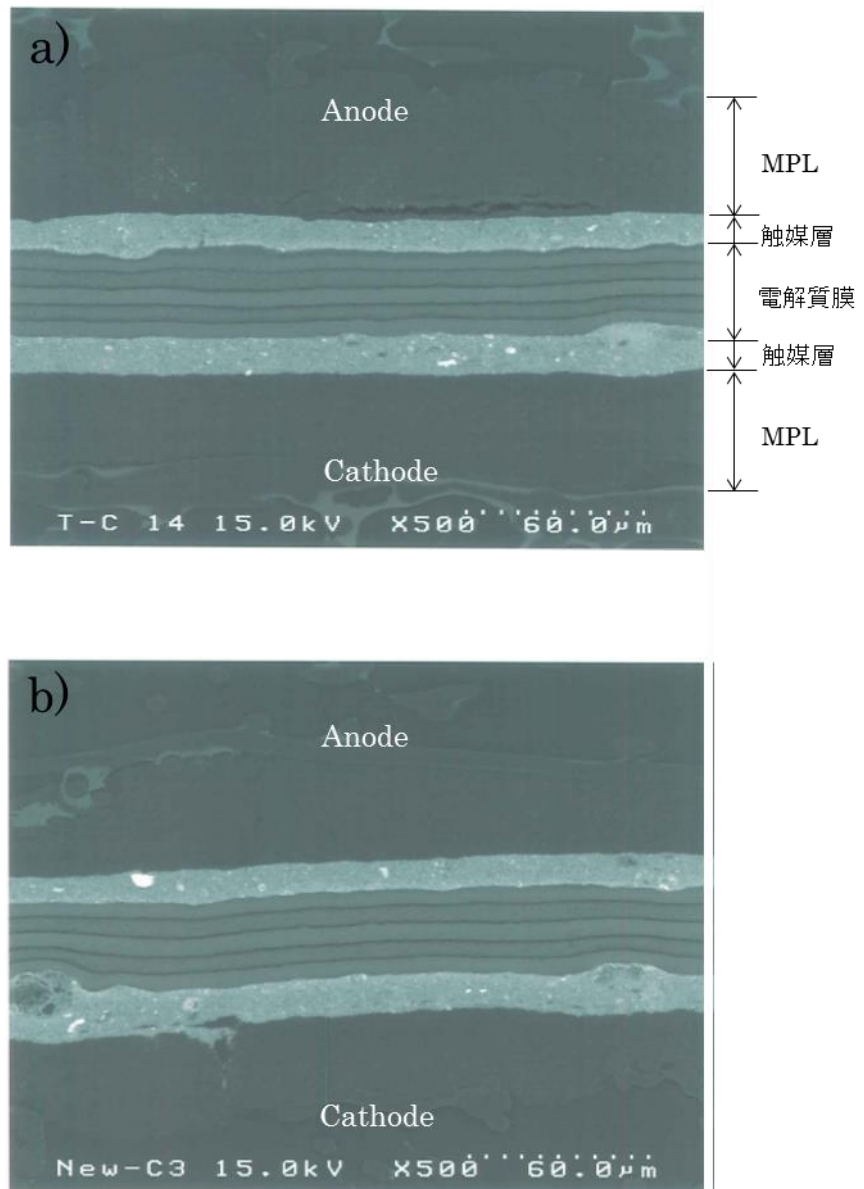 a)
Anode
MPL
触媒層
電解質膜
触媒層
MPL
Cathode
T-C 14 15.0kV X500 60.0μm
b)
Anode
Cathode
New-C3 15.0kV X500 60.0μm